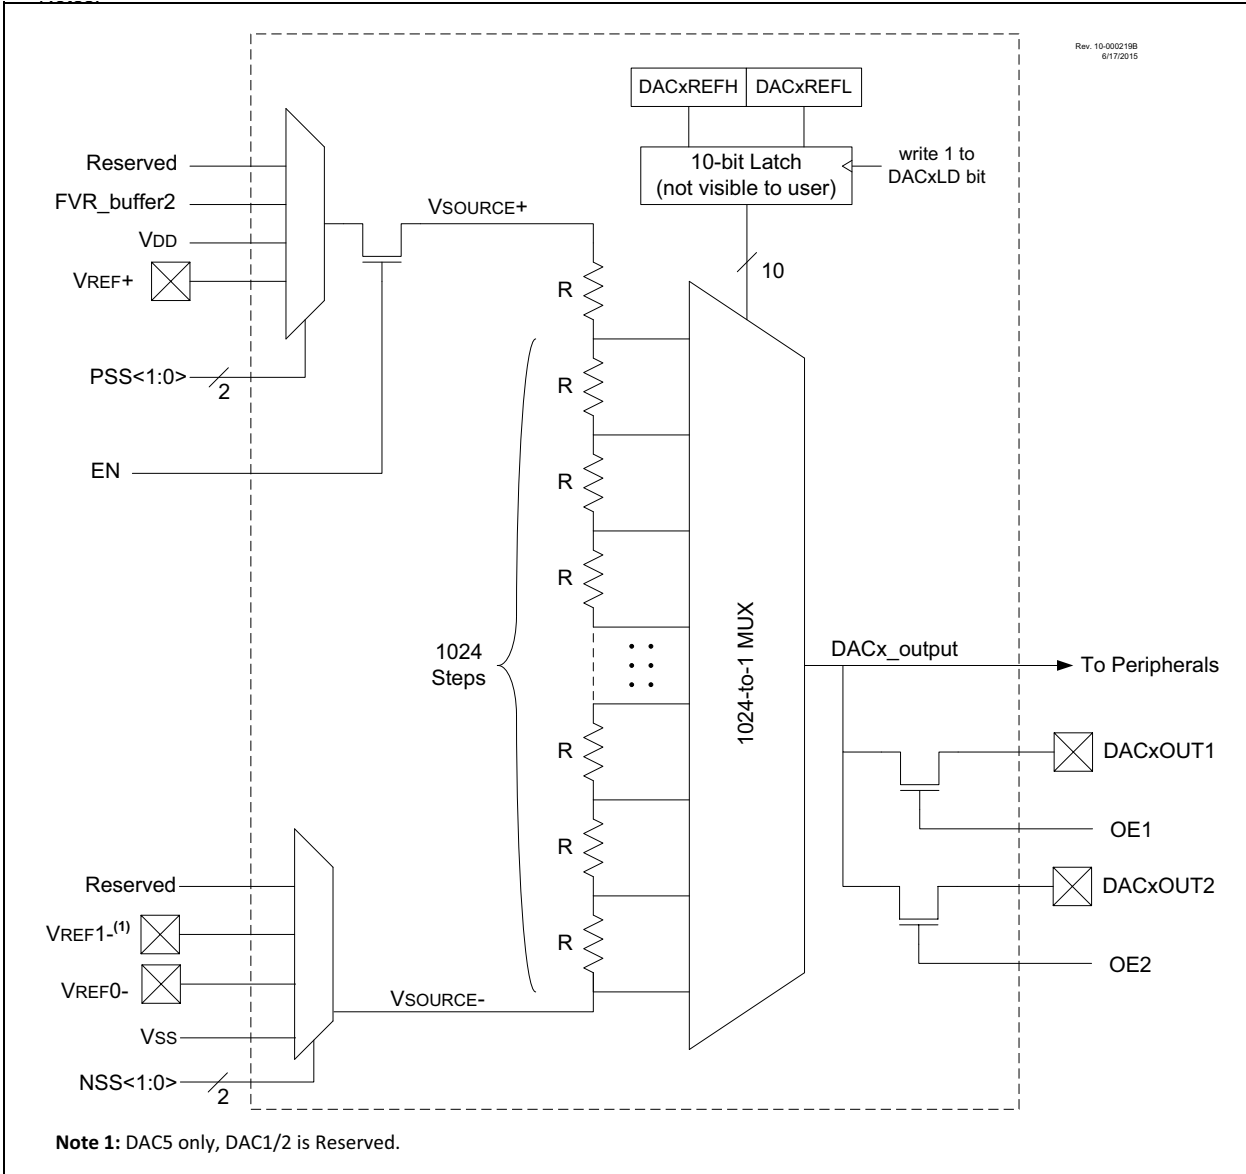 Rev. 10-000219B
6/17/2015
DACxREFH
DACxREFL
10-bit Latch
(not visible to user)
write 1 to
DACxLD bit
10
Reserved
FVR_buffer2
VDD
VREF+
PSS<1:0>
2
EN
VSOURCE+
R
R
R
R
1024
Steps
R
R
R
1024-to-1 MUX
DACx_output
To Peripherals
DACxOUT1
OE1
DACxOUT2
OE2
Reserved
VREF1-(1)
VREF0-
VSS
NSS<1:0>
2
VSOURCE-
Note 1: DAC5 only, DAC1/2 is Reserved.